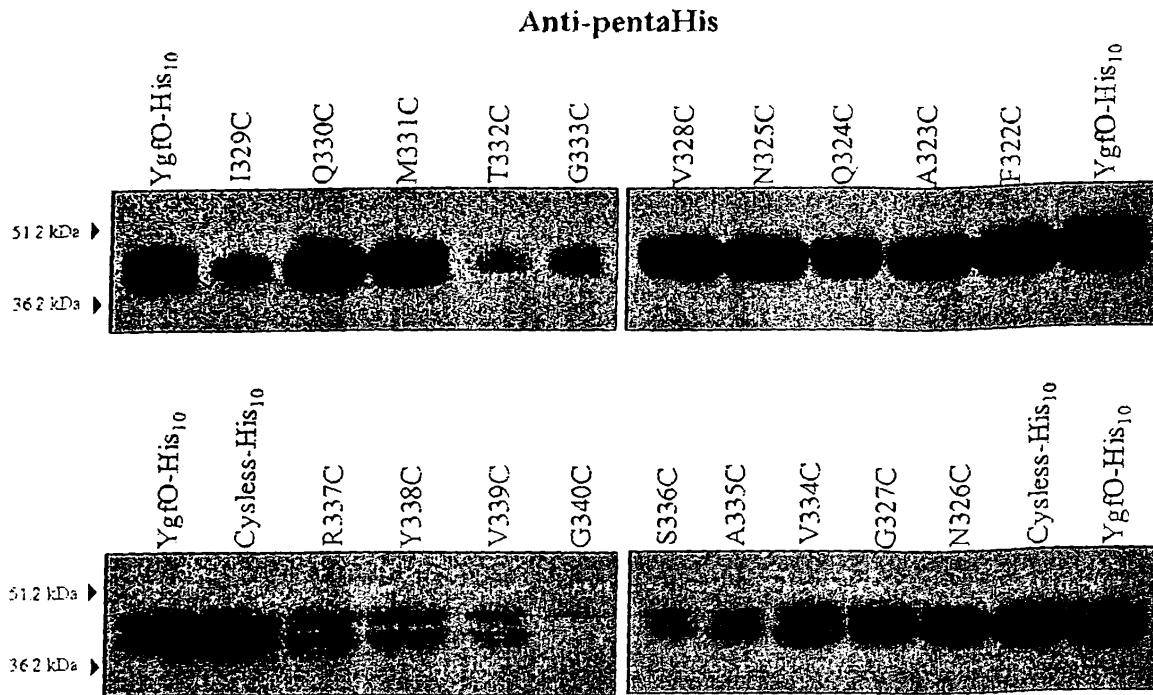 Anti-pentaHis
YgfO-His10
I329C
Q330C
M331C
T332C
G333C
V328C
N325C
Q324C
A323C
F322C
YgfO-His10
51.2 kDa
36.2 kDa
YgfO-His10
Cysless-His10
R337C
Y338C
V339C
G340C
S336C
A335C
V334C
G327C
N326C
Cysless-His10
YgfO-His10
51.2 kDa
36.2 kDa